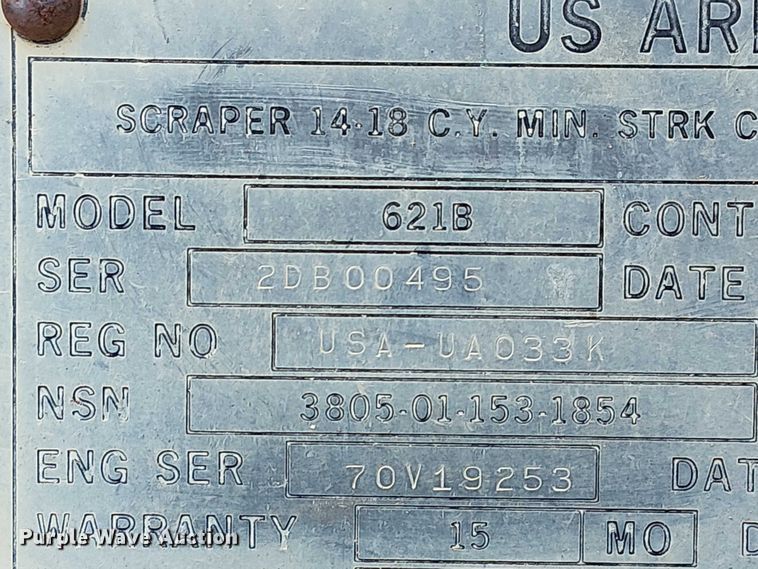 US AR
SCRAPER 14-18 C.Y. MIN. STRK C
MODEL 621B CONT
SER 2DB00495 DATE
REG NO USA-UA033K
NSN 3805-01-153-1854
ENG SER 70V19253 DAT
WARRANTY 15 MO D
Purple Wave Auction